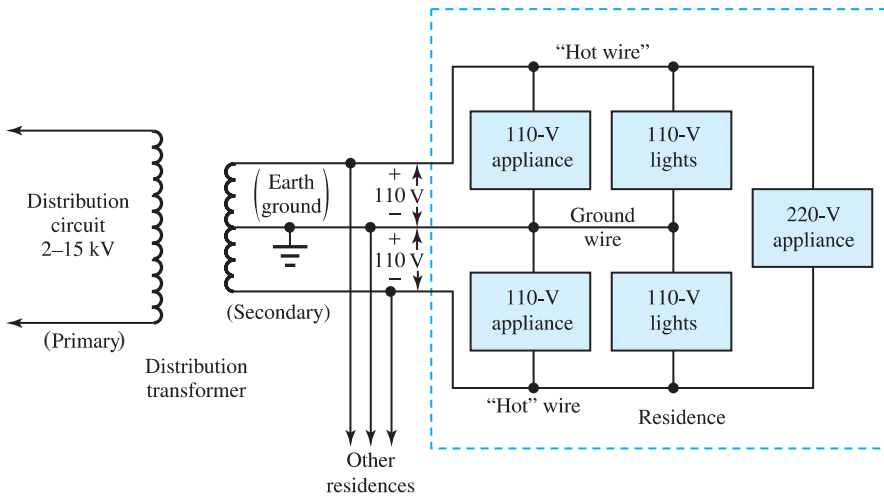 “Hot wire”
110-V
appliance
110-V
lights
Distribution
circuit
2–15 kV
(Primary)
(Earth
ground)
+
110 V
–
+
110 V
–
Ground
wire
220-V
appliance
110-V
appliance
110-V
lights
(Secondary)
Distribution
transformer
“Hot” wire
Residence
Other
residences